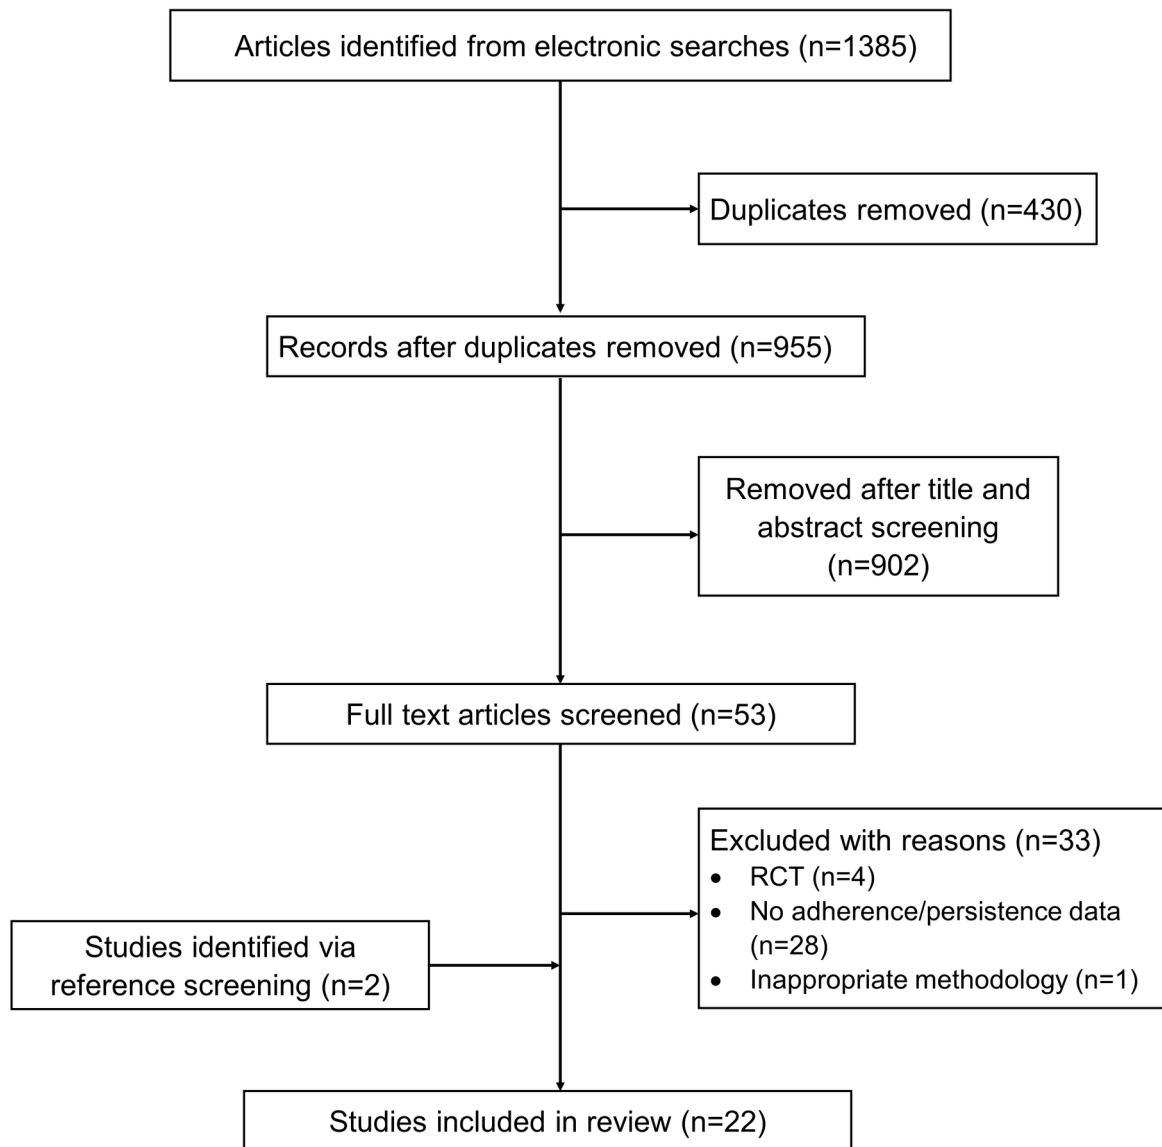 Articles identified from electronic searches (n=1385)
Duplicates removed (n=430)
Records after duplicates removed (n=955)
Removed after title and
abstract screening
(n=902)
Full text articles screened (n=53)
Excluded with reasons (n=33)
• RCT (n=4)
• No adherence/persistence data
(n=28)
• Inappropriate methodology (n=1)
Studies identified via
reference screening (n=2)
Studies included in review (n=22)